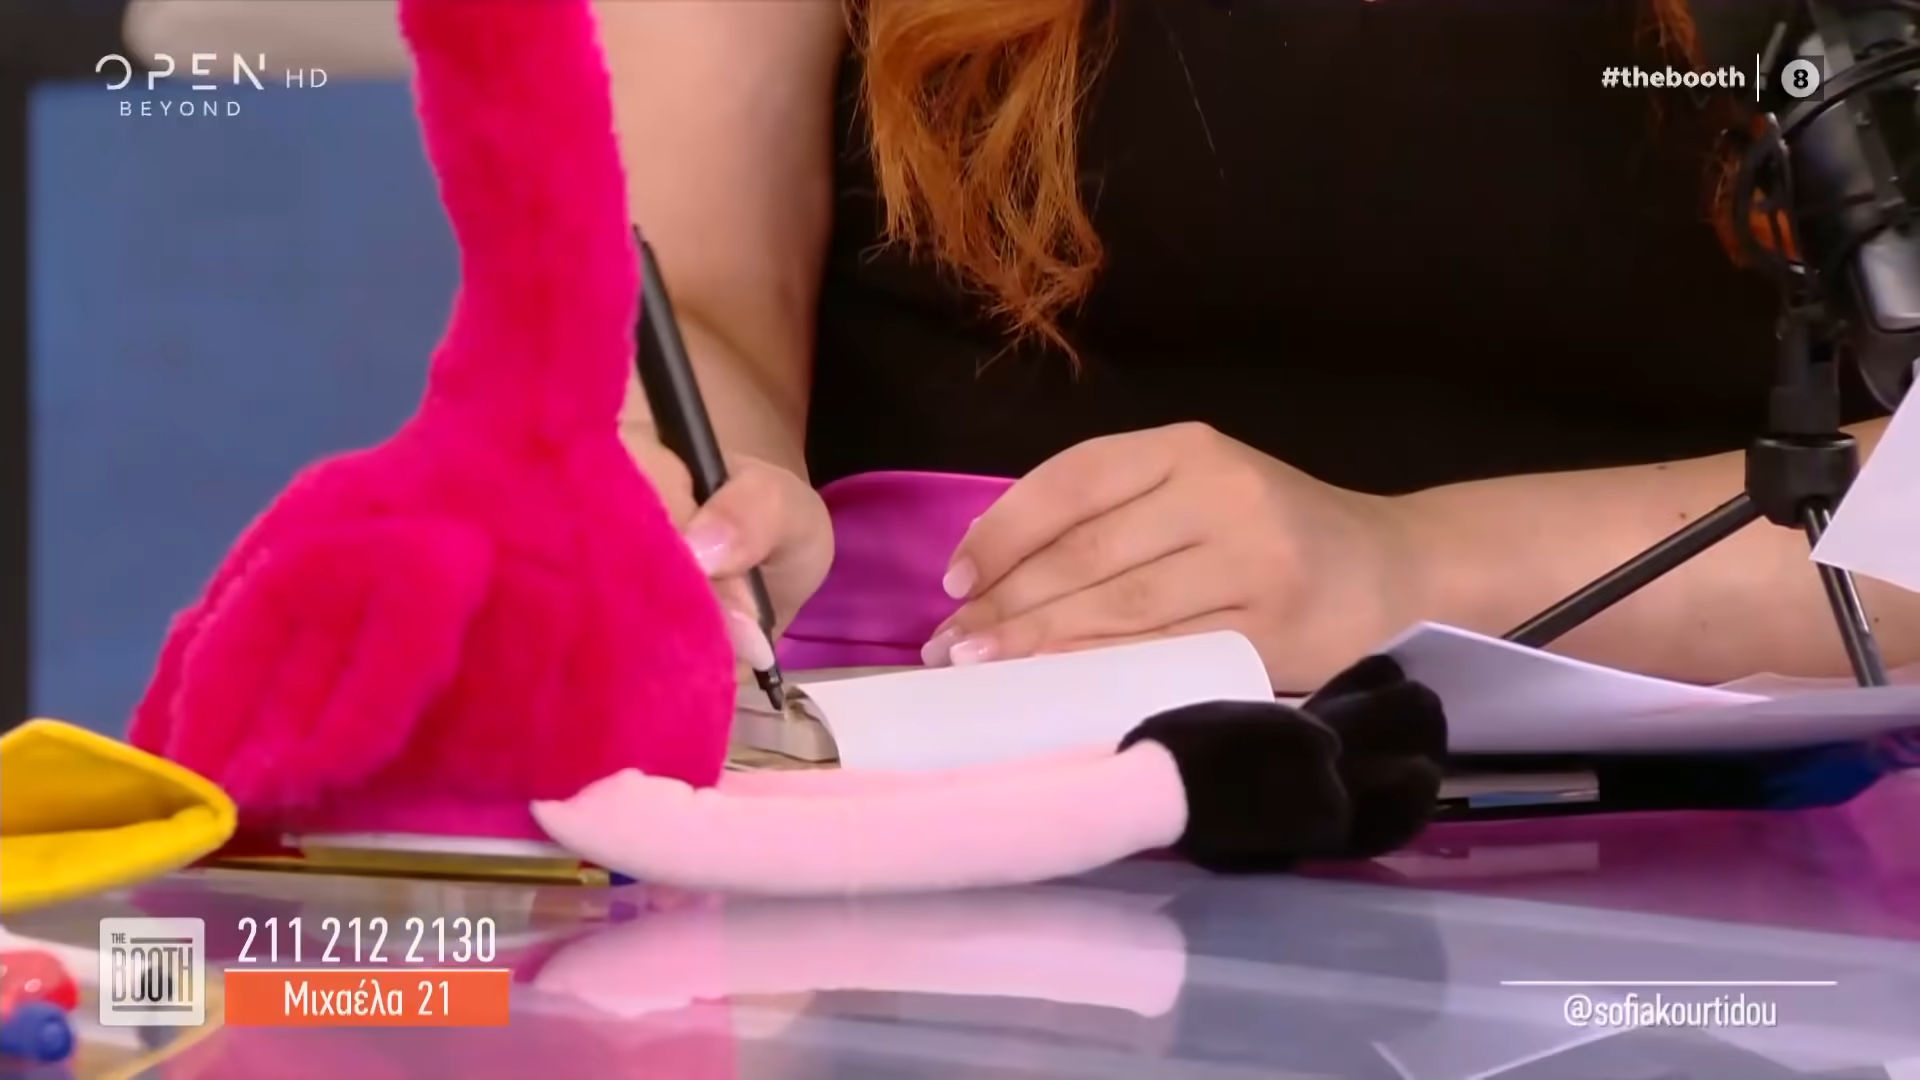 OPEN HD
BEYOND
#thebooth
8
THE
BOOTH
211 212 2130
Μιχαέλα 21
@sofiakourtidou